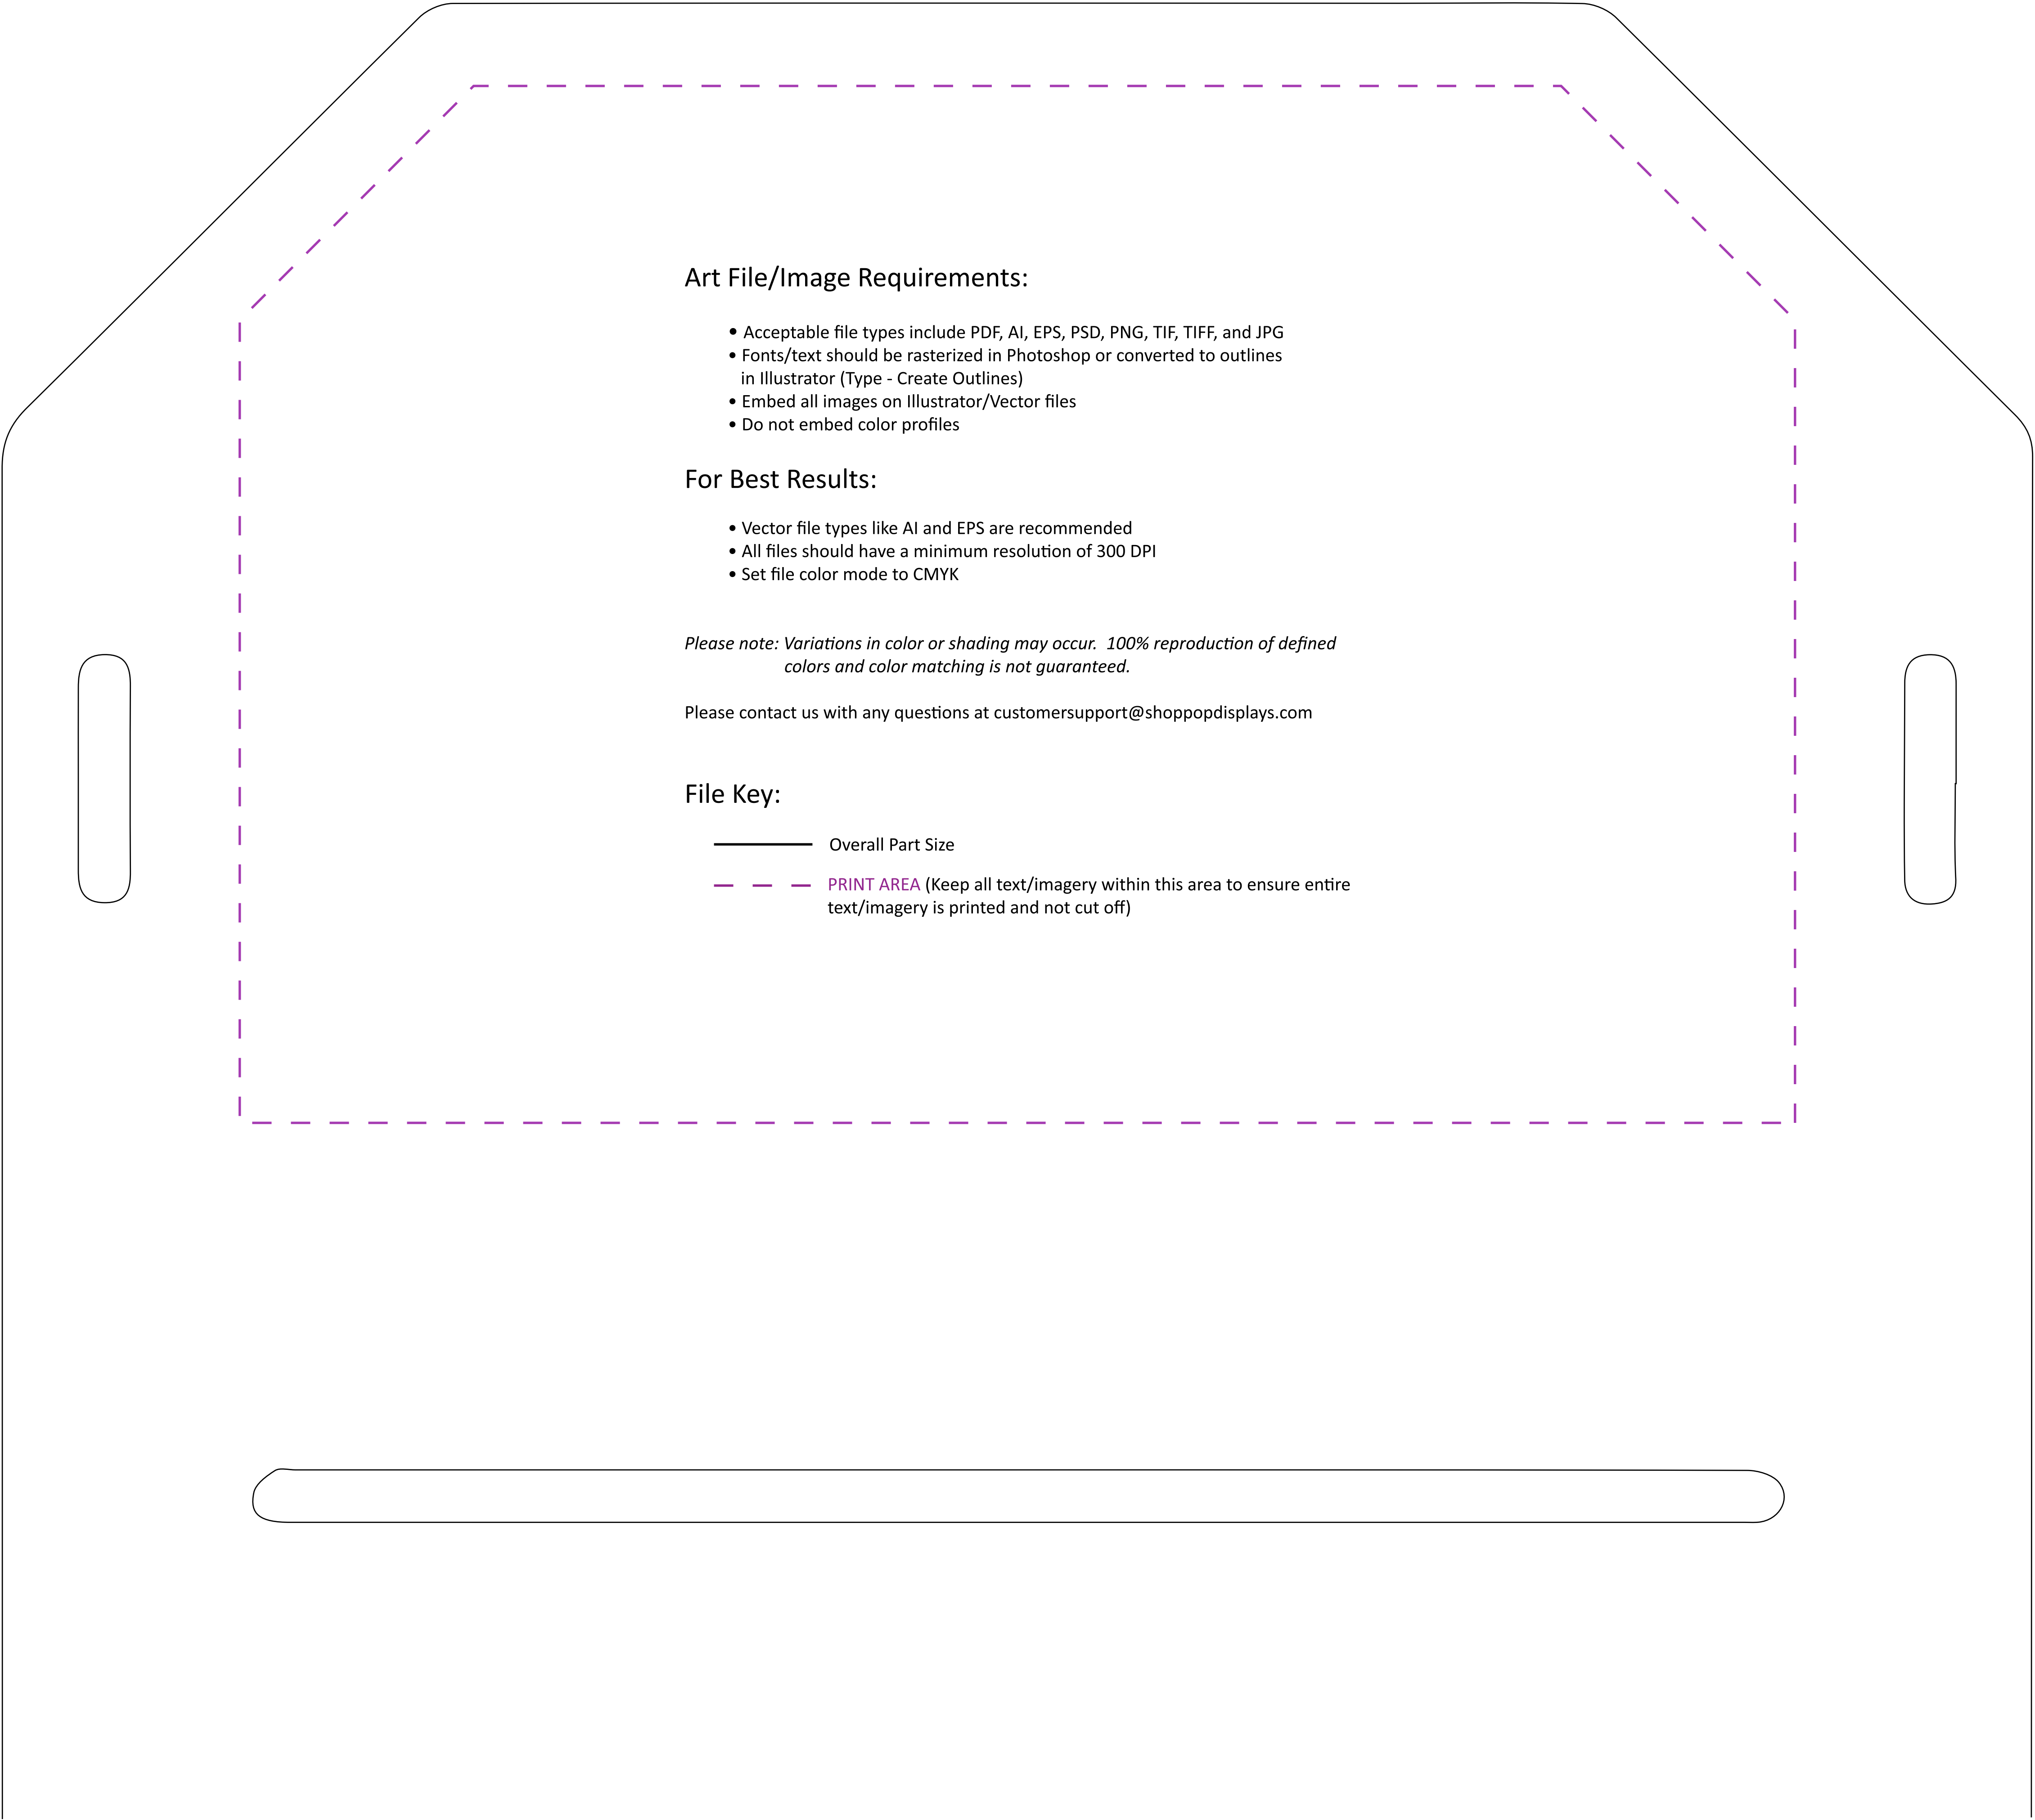 Art File/Image Requirements:
• Acceptable file types include PDF, AI, EPS, PSD, PNG, TIF, TIFF, and JPG
• Fonts/text should be rasterized in Photoshop or converted to outlines
in Illustrator (Type - Create Outlines)
• Embed all images on Illustrator/Vector files
• Do not embed color profiles
For Best Results:
• Vector file types like AI and EPS are recommended
• All files should have a minimum resolution of 300 DPI
• Set file color mode to CMYK
Please note: Variations in color or shading may occur.  100% reproduction of defined
colors and color matching is not guaranteed.
Please contact us with any questions at customersupport@shoppopdisplays.com
File Key:
Overall Part Size
PRINT AREA (Keep all text/imagery within this area to ensure entire
text/imagery is printed and not cut off)